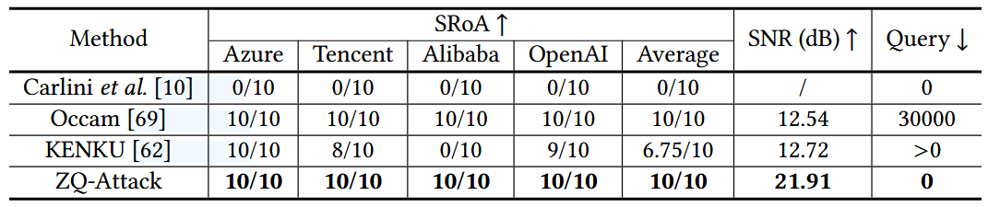 Method SRoA ↑ SNR (dB) ↑ Query ↓
Azure Tencent Alibaba OpenAI Average
Carlini et al. [10] 0/10 0/10 0/10 0/10 0/10 / 0
Occam [69] 10/10 10/10 10/10 10/10 10/10 12.54 30000
KENKU [62] 10/10 8/10 0/10 9/10 6.75/10 12.72 >0
ZQ-Attack 10/10 10/10 10/10 10/10 10/10 21.91 0